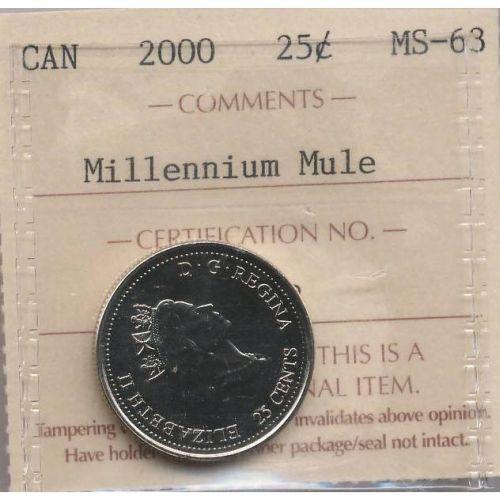 CAN 2000 25¢ MS-63
— COMMENTS —
Millennium Mule
— CERTIFICATION NO. —
D·G·REGINA
ELIZABETH II
25 CENTS
THIS IS A
NAL ITEM.
Tampering invalidates above opinion.
Have holder package/seal not intact.